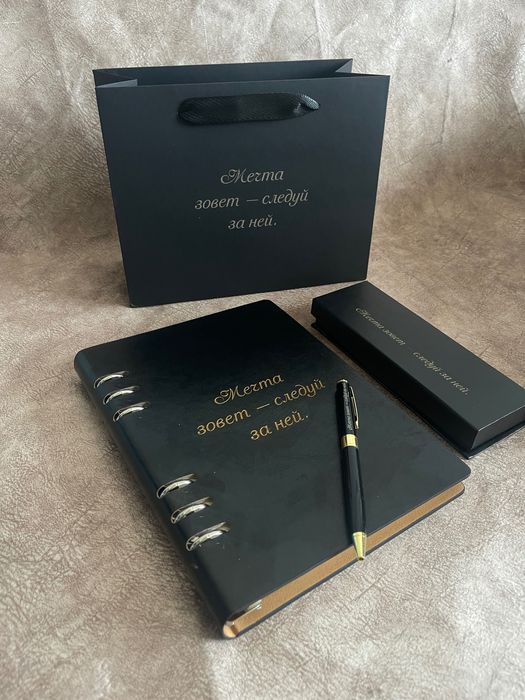 Мечта
зовет — следуй
за ней.
Мечта зовет — следуй за ней.
Мечта
зовет — следуй
за ней.